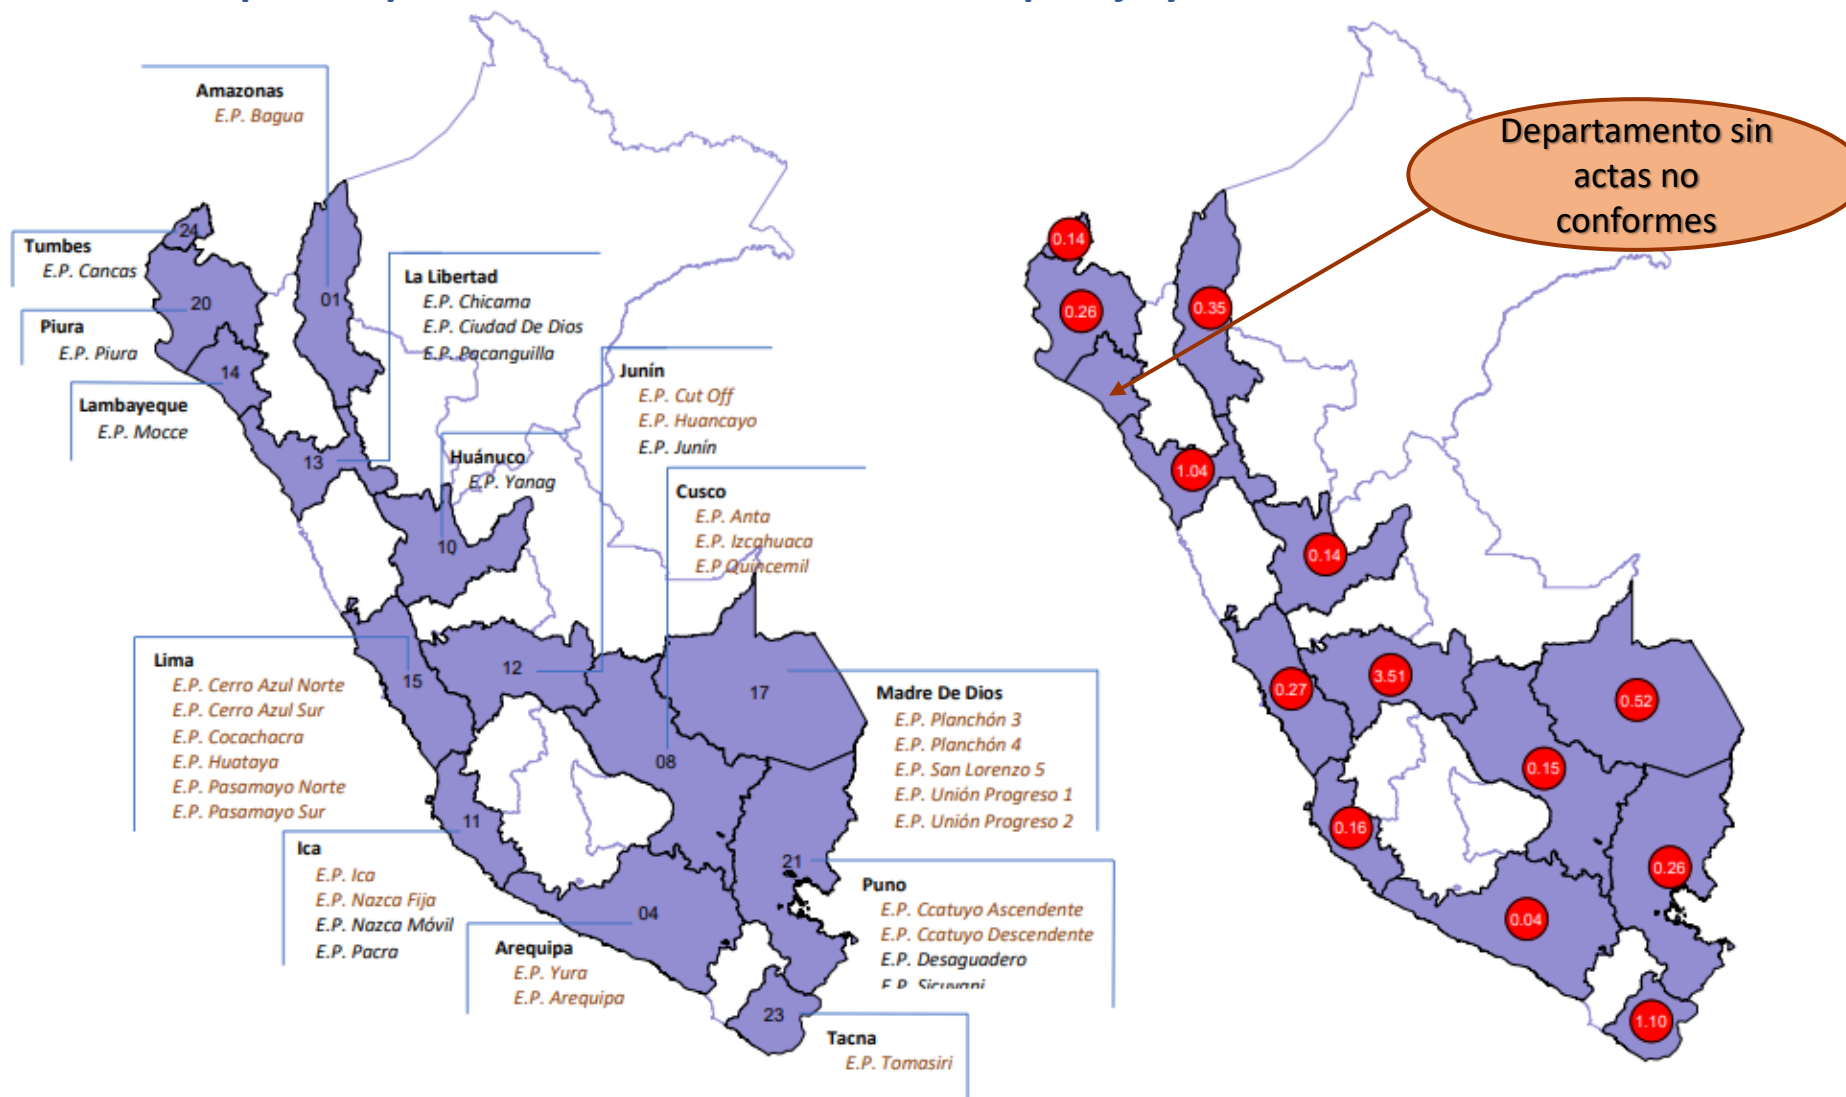 Amazonas
E.P. Bagua
24
Tumbes
E.P. Cancas
20
01
Piura
E.P. Piura
La Libertad
E.P. Chicama
E.P. Ciudad De Dios
E.P. Pacanguilla
14
Lambayeque
E.P. Mocce
Junín
E.P. Cut Off
E.P. Huancayo
E.P. Junín
13
Huánuco
E.P. Yanag
10
Cusco
E.P. Anta
E.P. Izcahuaca
E.P Quincemil
Lima
E.P. Cerro Azul Norte
E.P. Cerro Azul Sur
E.P. Cocachacra
E.P. Huataya
E.P. Pasamayo Norte
E.P. Pasamayo Sur
15
12
17
08
Madre De Dios
E.P. Planchón 3
E.P. Planchón 4
E.P. San Lorenzo 5
E.P. Unión Progreso 1
E.P. Unión Progreso 2
11
Ica
E.P. Ica
E.P. Nazca Fija
E.P. Nazca Móvil
E.P. Pacra
04
21
Arequipa
E.P. Yura
E.P. Arequipa
Puno
E.P. Ccatuyo Ascendente
E.P. Ccatuyo Descendente
E.P. Desaguadero
E.P. Sicuyani
23
Tacna
E.P. Tomasiri
Departamento sin
actas no
conformes
0.14
0.26
0.35
1.04
0.14
0.27
3.51
0.52
0.15
0.16
0.26
0.04
1.10